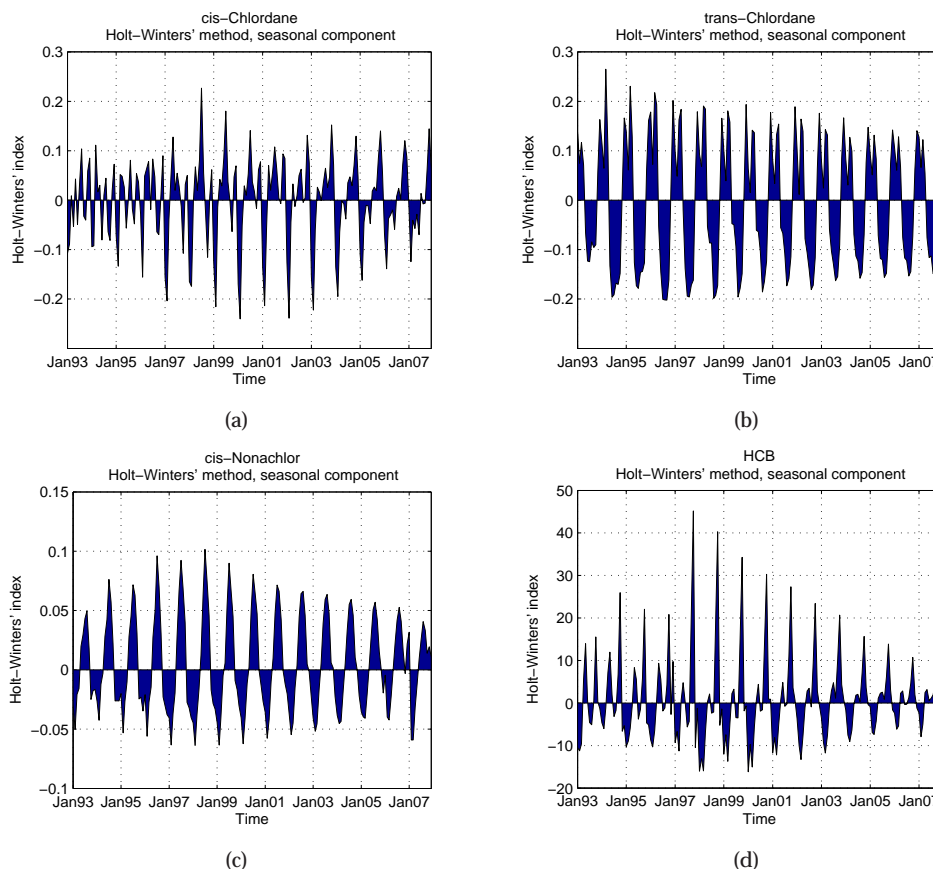 cis−Chlordane
Holt−Winters' method, seasonal component
0.3
0.2
0.1
0
−0.1
−0.2
Holt−Winters' index
Jan93 Jan95 Jan97 Jan99 Jan01 Jan03 Jan05 Jan07
Time
(a)
trans−Chlordane
Holt−Winters' method, seasonal component
0.3
0.2
0.1
0
−0.1
−0.2
Holt−Winters' index
Jan93 Jan95 Jan97 Jan99 Jan01 Jan03 Jan05 Jan07
Time
(b)
cis−Nonachlor
Holt−Winters' method, seasonal component
0.15
0.1
0.05
0
−0.05
−0.1
Holt−Winters' index
Jan93 Jan95 Jan97 Jan99 Jan01 Jan03 Jan05 Jan07
Time
(c)
HCB
Holt−Winters' method, seasonal component
50
40
30
20
10
0
−10
−20
Holt−Winters' index
Jan93 Jan95 Jan97 Jan99 Jan01 Jan03 Jan05 Jan07
Time
(d)